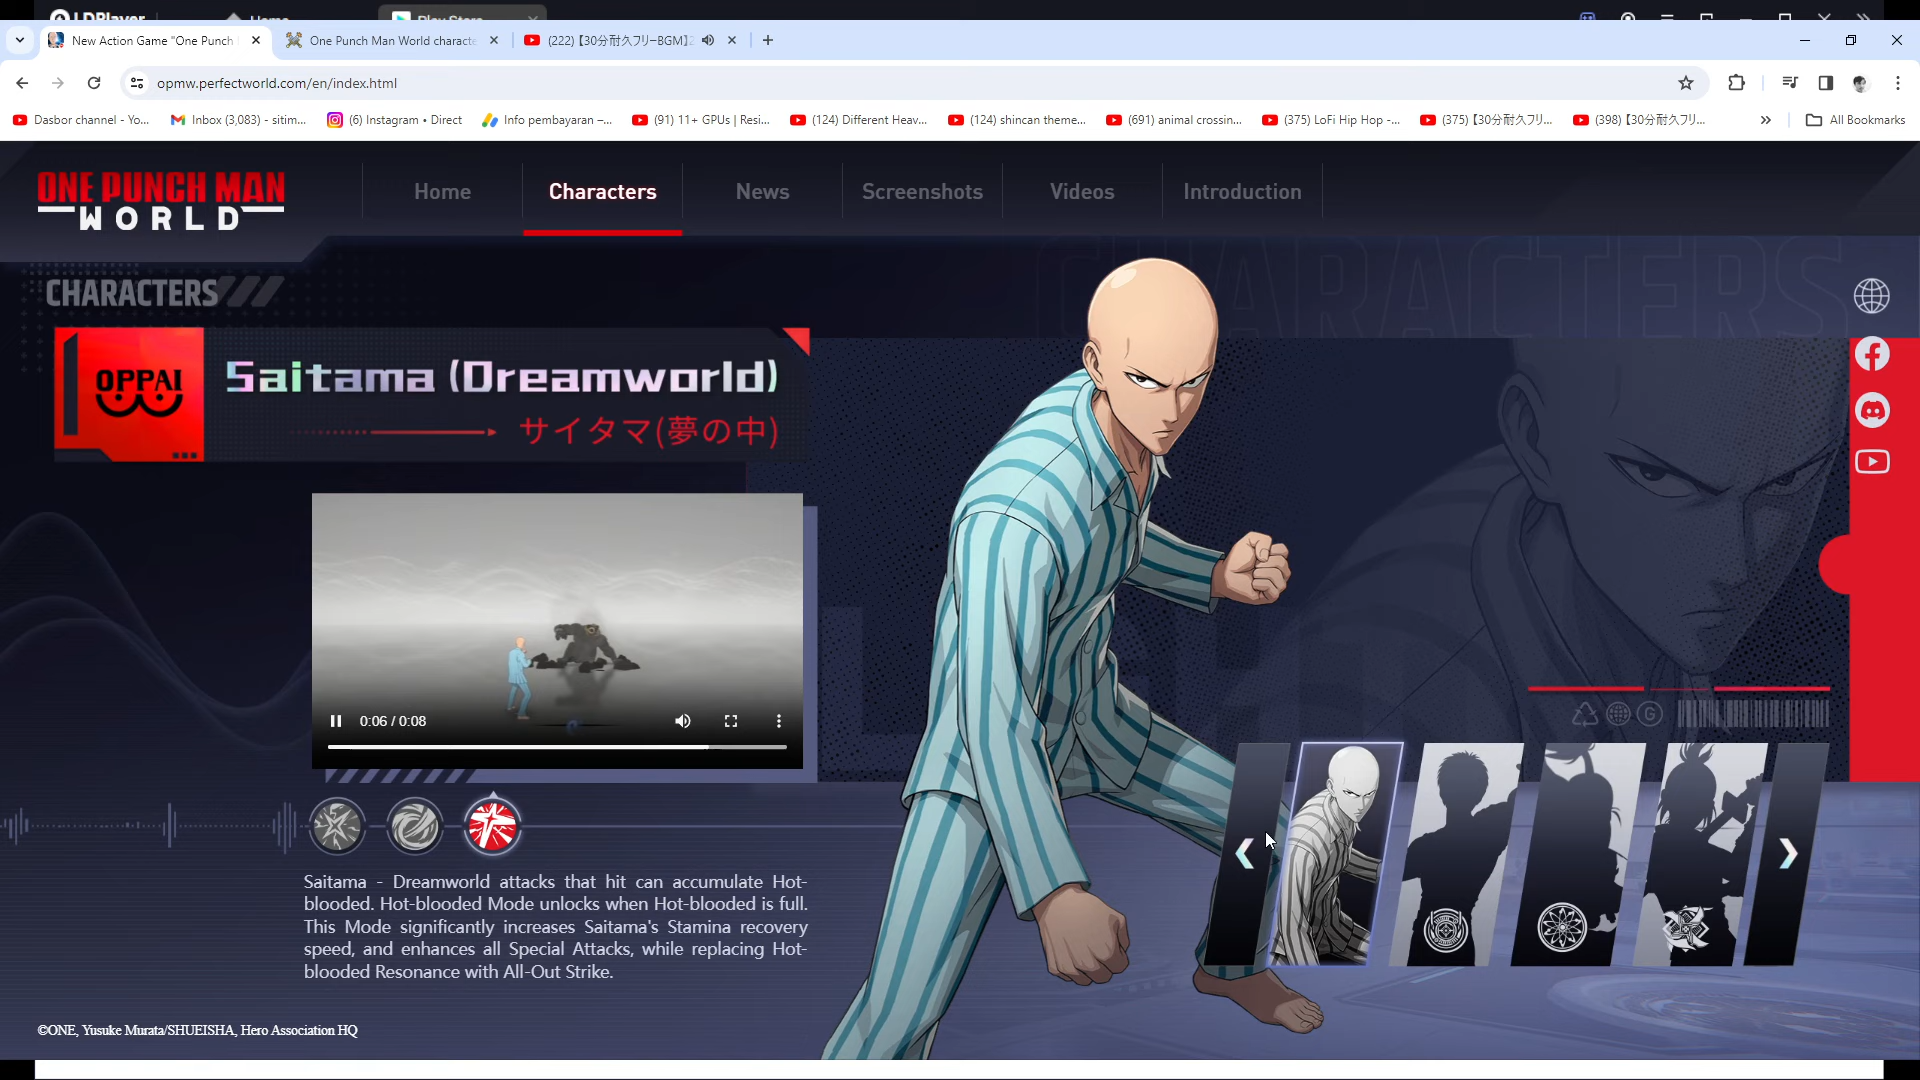 LDPlayer
Home
Play Store
New Action Game "One Punch
One Punch Man World characte
(222) 【30分耐久フリーBGM】2
opmw.perfectworld.com/en/index.html
Dasbor channel - Yo...
Inbox (3,083) - sitim...
(6) Instagram • Direct
Info pembayaran –...
(91) 11+ GPUs | Resi...
(124) Different Heav...
(124) shincan theme...
(691) animal crossin...
(375) LoFi Hip Hop -...
(375) 【30分耐久フリ...
(398) 【30分耐久フリ...
All Bookmarks
ONE PUNCH MAN
WORLD
Home
Characters
News
Screenshots
Videos
Introduction
CHARACTERS
CHARACTERS
OPPAI
Saitama (Dreamworld)
サイタマ(夢の中)
0:06 / 0:08
G
Saitama - Dreamworld attacks that hit can accumulate Hot-
blooded. Hot-blooded Mode unlocks when Hot-blooded is full.
This Mode significantly increases Saitama's Stamina recovery
speed, and enhances all Special Attacks, while replacing Hot-
blooded Resonance with All-Out Strike.
©ONE, Yusuke Murata/SHUEISHA, Hero Association HQ